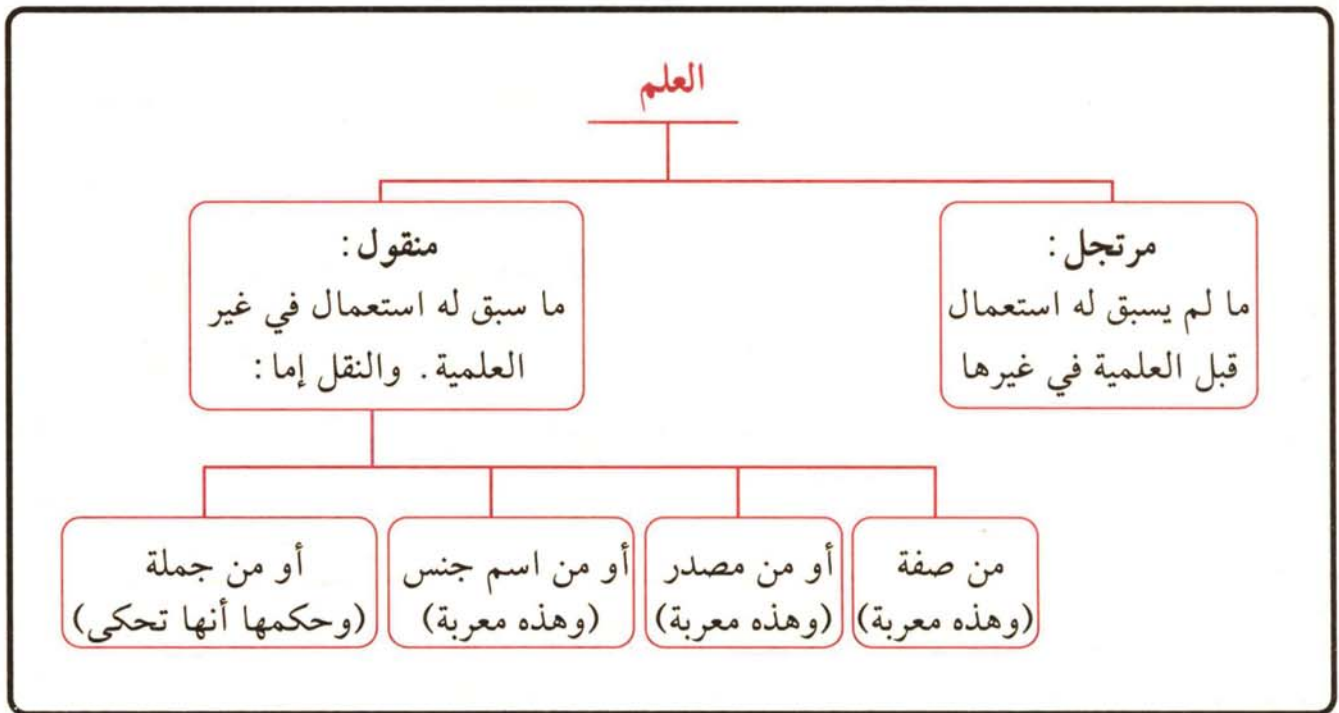 العلم
مرتجل:
ما لم يسبق له استعمال
قبل العلمية في غيرها
منقول:
ما سبق له استعمال في غير
العلمية. والنقل إما:
من صفة
(وهذه معربة)
أو من مصدر
(وهذه معربة)
أو من اسم جنس
(وهذه معربة)
أو من جملة
(وحكمها أنها تحكى)